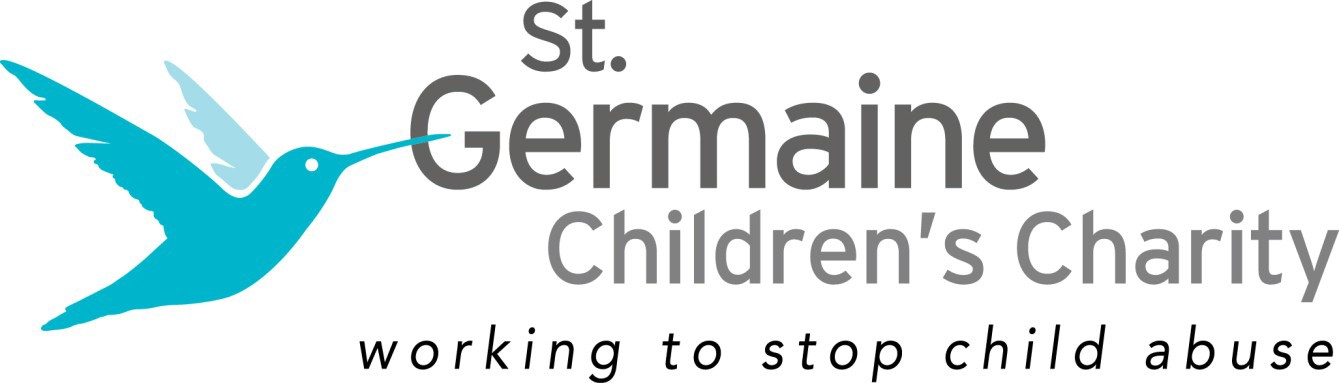 St.
Germaine
Children's Charity
working to stop child abuse